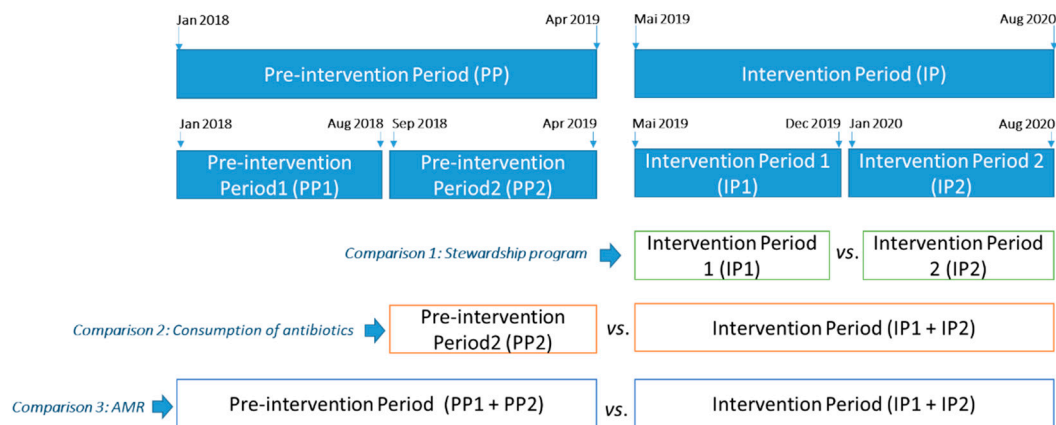 Jan 2018 Apr 2019 Mai 2019 Aug 2020
Pre-intervention Period (PP) Intervention Period (IP)
Jan 2018 Aug 2018 Sep 2018 Apr 2019 Mai 2019 Dec 2019 Jan 2020 Aug 2020
Pre-intervention
Period1 (PP1)
Pre-intervention
Period2 (PP2)
Intervention Period 1
(IP1)
Intervention Period 2
(IP2)
Comparison 1: Stewardship program
Intervention Period
1 (IP1)
vs.
Intervention Period
2 (IP2)
Comparison 2: Consumption of antibiotics
Pre-intervention
Period2 (PP2)
vs.
Intervention Period (IP1 + IP2)
Comparison 3: AMR
Pre-intervention Period (PP1 + PP2)
vs.
Intervention Period (IP1 + IP2)